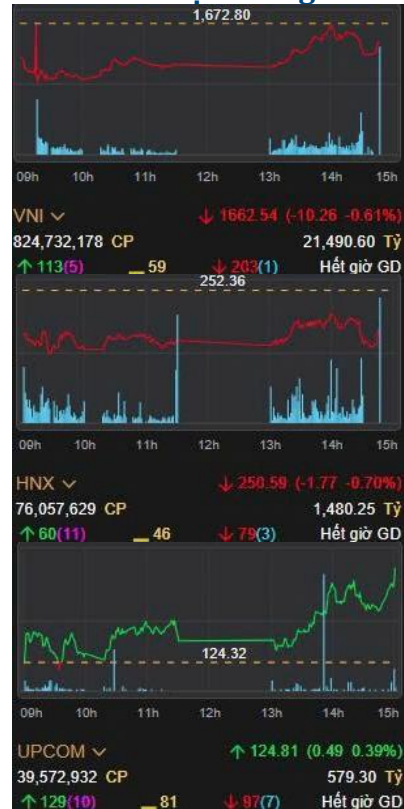 1,672.80
09h 10h 11h 12h 13h 14h 15h
VNI ↓ 1662.54 (-10.26 -0.61%)
824,732,178 CP 21,490.60 Tỷ
↑ 113(5) 59 ↓ 203(1) Hết giờ GD
252.36
09h 10h 11h 12h 13h 14h 15h
HNX ↓ 250.59 (-1.77 -0.70%)
76,057,629 CP 1,480.25 Tỷ
↑ 60(11) 46 ↓ 79(3) Hết giờ GD
124.32
09h 10h 11h 12h 13h 14h 15h
UPCOM ↑ 124.81 (0.49 0.39%)
39,572,932 CP 579.30 Tỷ
↑ 129(10) 81 ↓ 97(7) Hết giờ GD